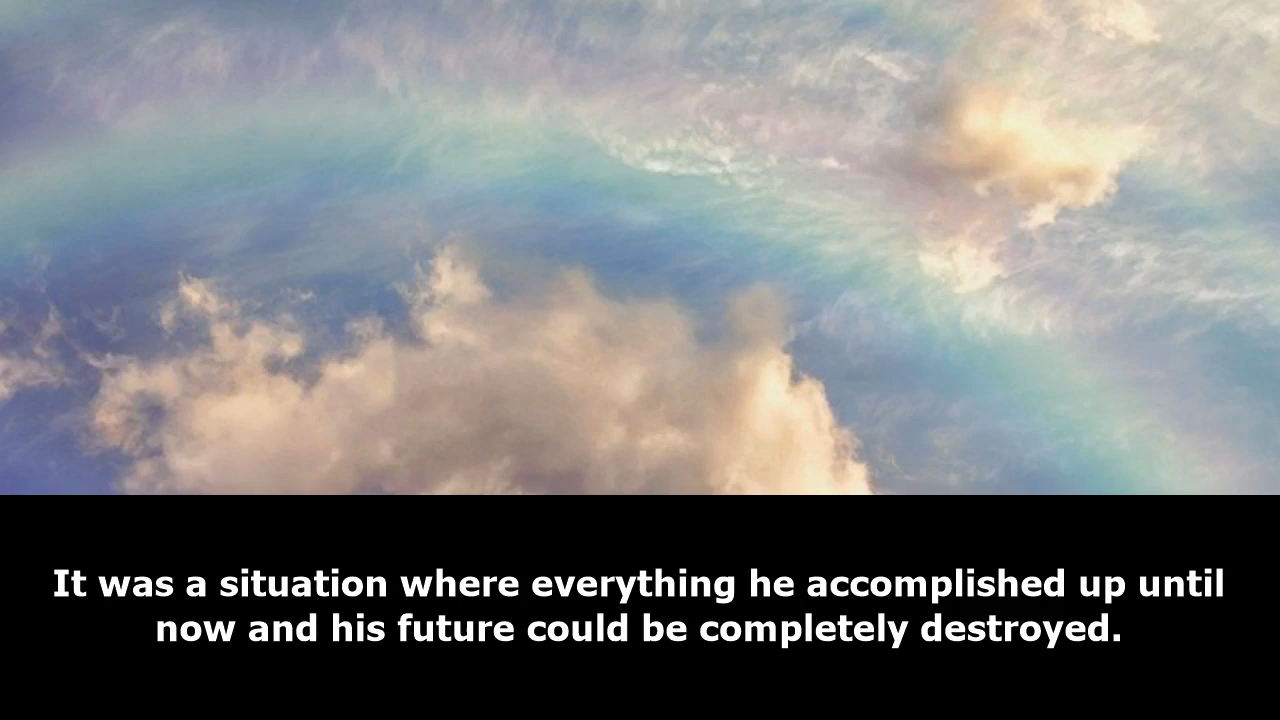 It was a situation where everything he accomplished up until
now and his future could be completely destroyed.